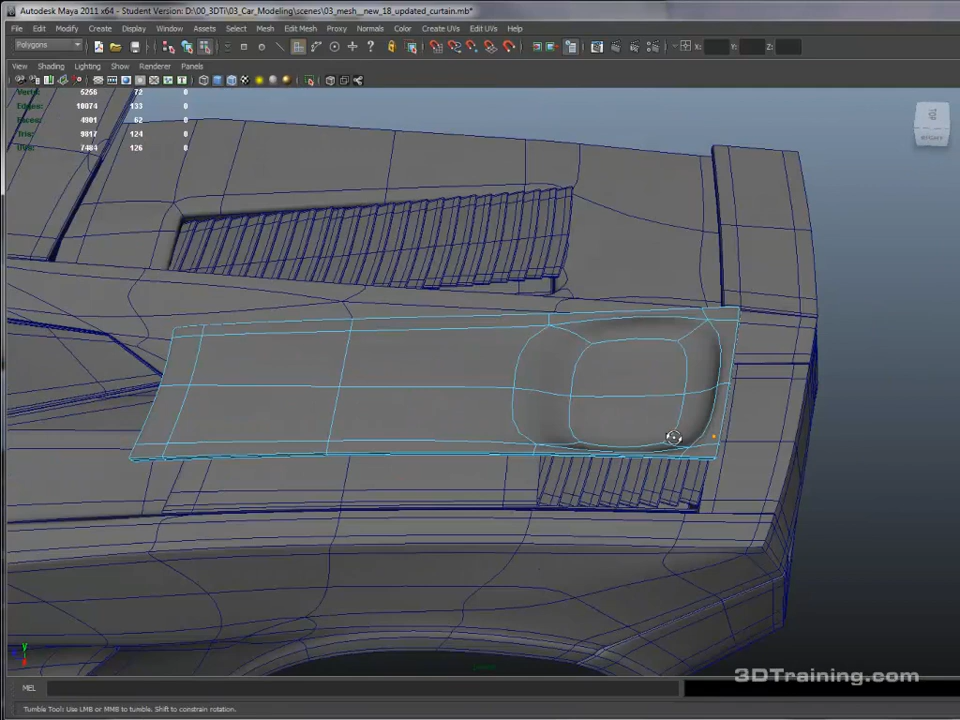 Autodesk Maya 2011 x64 - Student Version: D:\00_3DTi\03_Car_Modeling\scenes\03_mesh__new_18_updated_curtain.mb*
File Edit Modify Create Display Window Assets Select Mesh Edit Mesh Proxy Normals Color Create UVs Edit UVs Help
Polygons X: Y: Z:
View Shading Lighting Show Renderer Panels
Verts: 5256 72 0
Edges: 10074 133 0
Faces: 4901 62 0
Tris: 9817 124 0
UVs: 7484 126 0
TOP
y
3DTraining.com
MEL
Tumble Tool: Use LMB or MMB to tumble. Shift to constrain rotation.